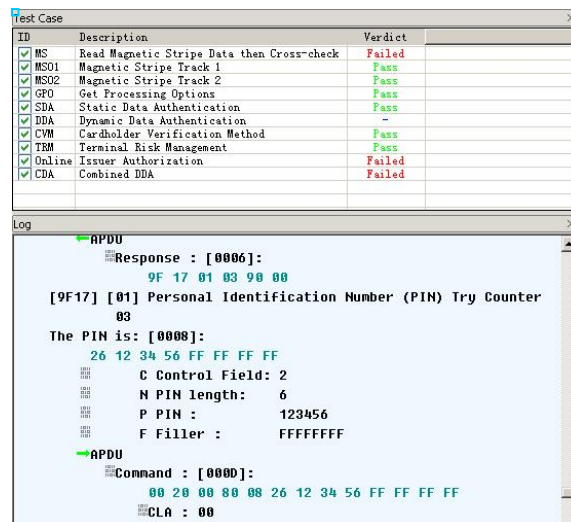 Test Case
ID Description Verdict
MS Read Magnetic Stripe Data then Cross-check Failed
MS01 Magnetic Stripe Track 1 Pass
MS02 Magnetic Stripe Track 2 Pass
GPO Get Processing Options Pass
SDA Static Data Authentication Pass
DDA Dynamic Data Authentication -
CVM Cardholder Verification Method Pass
TRM Terminal Risk Management Pass
Online Issuer Authorization Failed
CDA Combined DDA Failed
Log
APDU
Response : [0006]:
9F 17 01 03 90 00
[9F17] [01] Personal Identification Number (PIN) Try Counter
03
The PIN is: [0008]:
26 12 34 56 FF FF FF FF
C Control Field: 2
N PIN length: 6
P PIN : 123456
F Filler : FFFFFFFF
APDU
Command : [000D]:
00 20 00 80 08 26 12 34 56 FF FF FF FF
CLA : 00